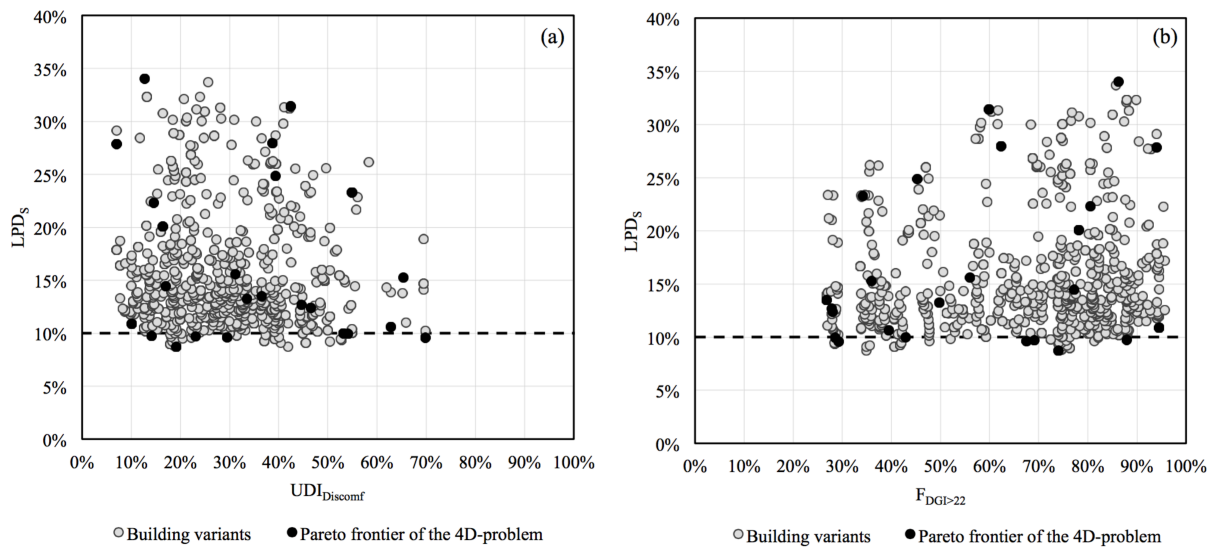 (a)
40%
35%
30%
25%
20%
15%
10%
5%
0%
LPDS
0% 10% 20% 30% 40% 50% 60% 70% 80% 90% 100%
UDIDiscomf
Building variants Pareto frontier of the 4D-problem
(b)
40%
35%
30%
25%
20%
15%
10%
5%
0%
LPDS
0% 10% 20% 30% 40% 50% 60% 70% 80% 90% 100%
FDGI>22
Building variants Pareto frontier of the 4D-problem